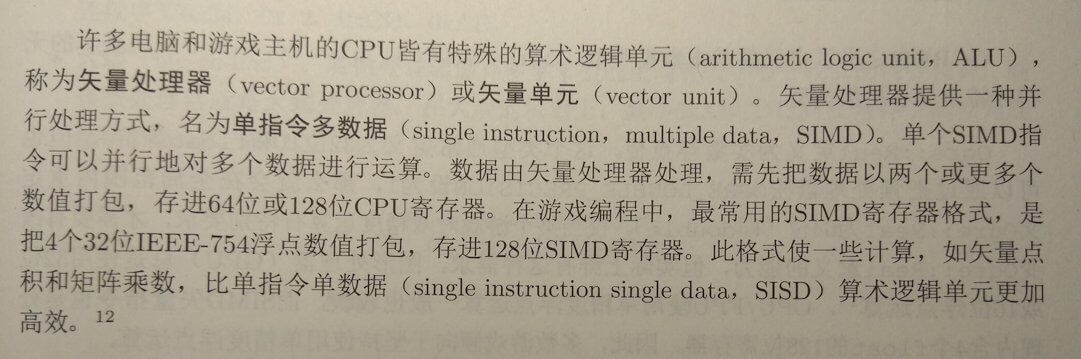 许多电脑和游戏主机的CPU皆有特殊的算术逻辑单元（arithmetic logic unit，ALU），
称为矢量处理器（vector processor）或矢量单元（vector unit）。矢量处理器提供一种并
行处理方式，名为单指令多数据（single instruction，multiple data，SIMD）。单个SIMD指
令可以并行地对多个数据进行运算。数据由矢量处理器处理，需先把数据以两个或更多个
数值打包，存进64位或128位CPU寄存器。在游戏编程中，最常用的SIMD寄存器格式，是
把4个32位IEEE-754浮点数值打包，存进128位SIMD寄存器。此格式使一些计算，如矢量点
积和矩阵乘数，比单指令单数据（single instruction single data，SISD）算术逻辑单元更加
高效。12